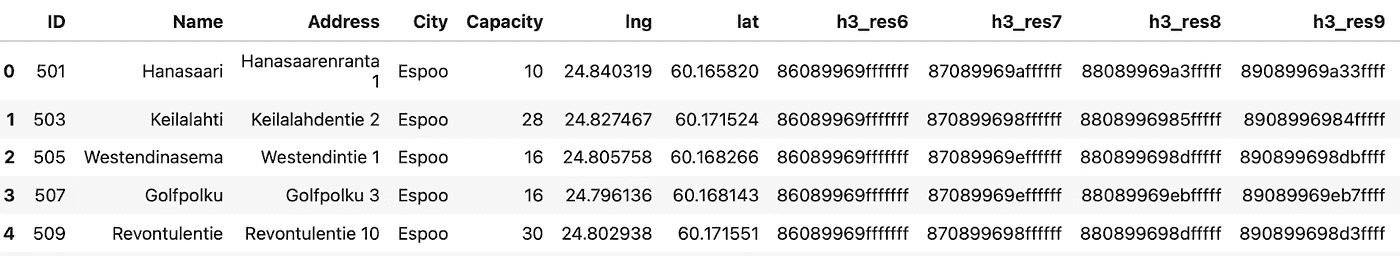 ID Name Address City Capacity lng lat h3_res6 h3_res7 h3_res8 h3_res9
0 501 Hanasaari Hanasaarenranta 1 Espoo 10 24.840319 60.165820 86089969fffffff 87089969affffff 88089969a3fffff 89089969a33ffff
1 503 Keilalahti Keilalahdentie 2 Espoo 28 24.827467 60.171524 86089969fffffff 870899698ffffff 8808996985fffff 8908996984fffff
2 505 Westendinasema Westendintie 1 Espoo 16 24.805758 60.168266 86089969fffffff 87089969effffff 880899698dfffff 890899698dbffff
3 507 Golfpolku Golfpolku 3 Espoo 16 24.796136 60.168143 86089969fffffff 87089969effffff 88089969ebfffff 89089969eb7ffff
4 509 Revontulentie Revontulentie 10 Espoo 30 24.802938 60.171551 86089969fffffff 870899698ffffff 880899698dfffff 890899698d3ffff